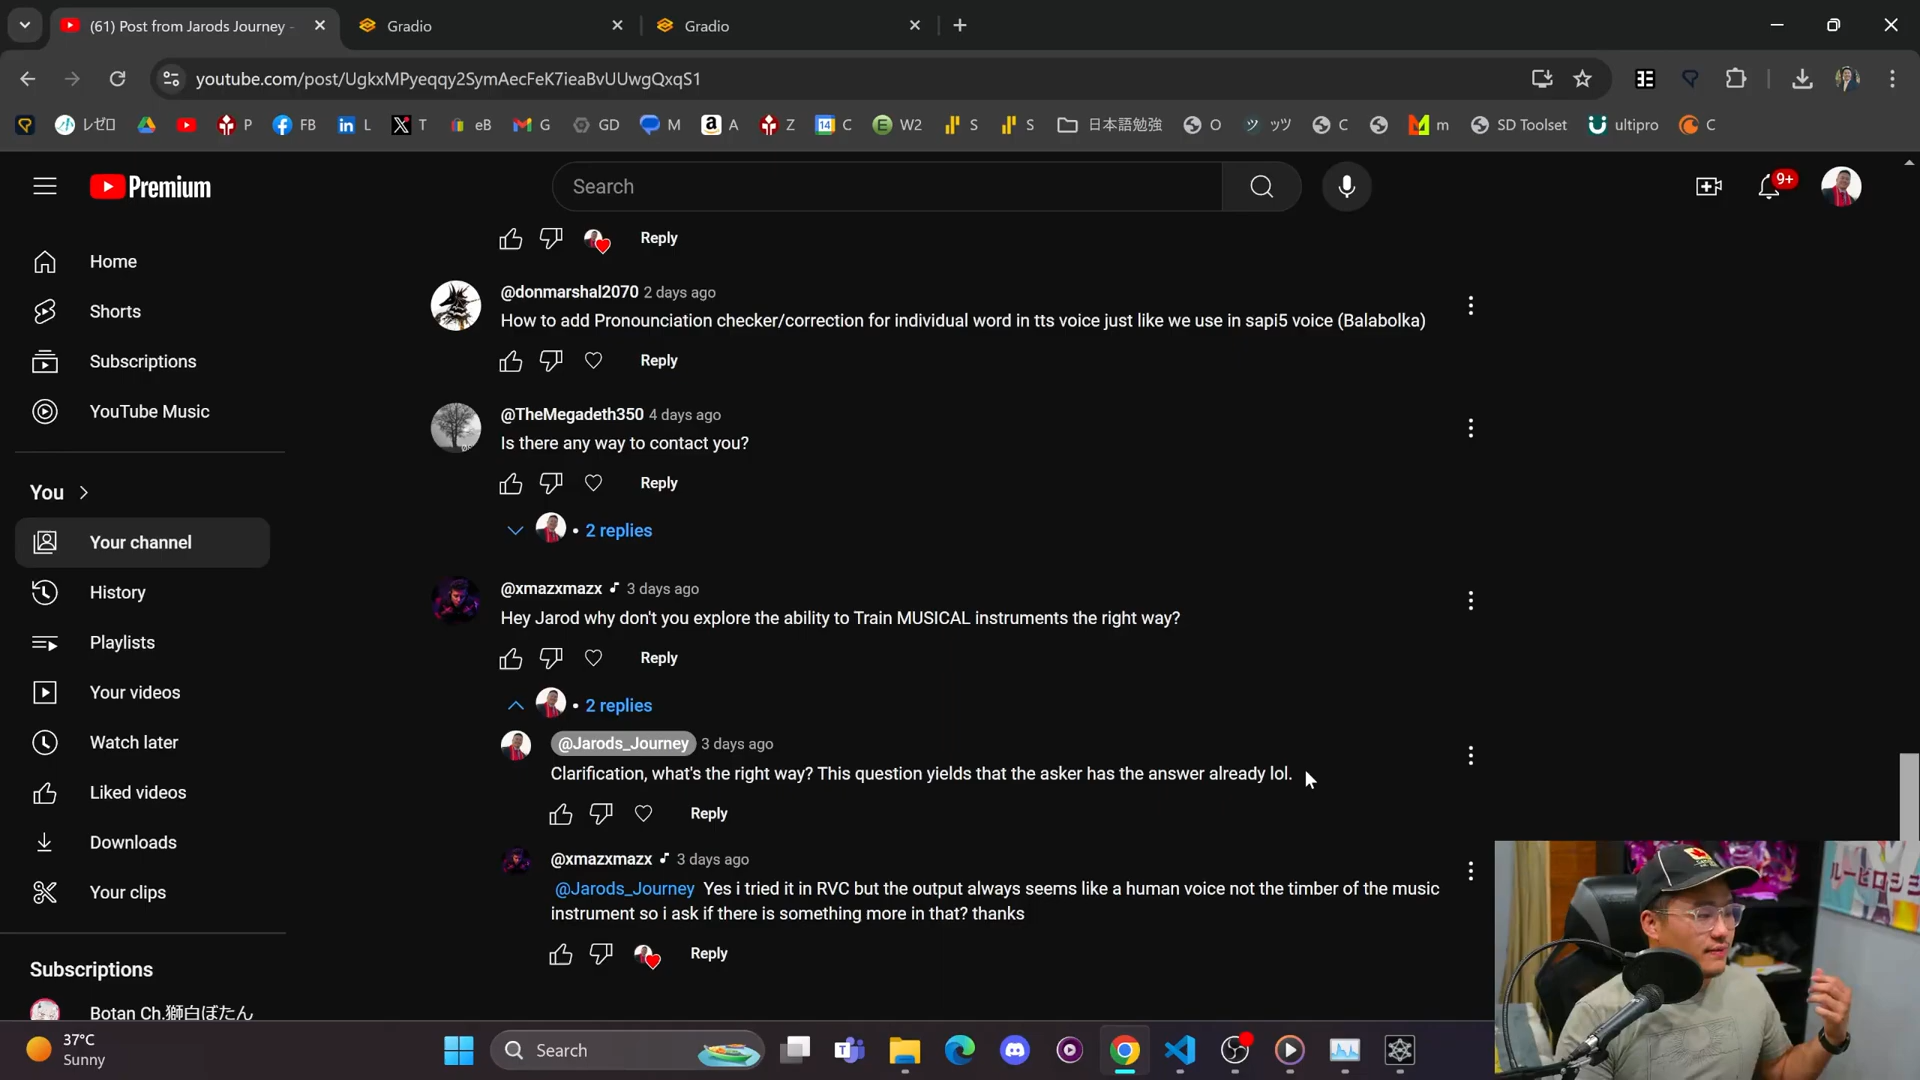 (61) Post from Jarods Journey -
Gradio
Gradio
youtube.com/post/UgkxMPyeqqy2SymAecFeK7ieaBvUUwgQxqS1
レゼロ
P
FB
L
T
eB
G
GD
M
A
Z
C
W2
S
S
日本語勉強
O
ッツ
C
m
SD Toolset
ultipro
C
Premium
Search
9+
Home
Shorts
Subscriptions
YouTube Music
You
Your channel
History
Playlists
Your videos
Watch later
Liked videos
Downloads
Your clips
Subscriptions
Botan Ch.獅白ぼたん
Reply
@donmarshal2070 2 days ago
How to add Pronounciation checker/correction for individual word in tts voice just like we use in sapi5 voice (Balabolka)
Reply
@TheMegadeth350 4 days ago
Is there any way to contact you?
Reply
• 2 replies
@xmazxmazx 3 days ago
Hey Jarod why don't you explore the ability to Train MUSICAL instruments the right way?
Reply
• 2 replies
@Jarods_Journey 3 days ago
Clarification, what's the right way? This question yields that the asker has the answer already lol.
Reply
@xmazxmazx 3 days ago
@Jarods_Journey Yes i tried it in RVC but the output always seems like a human voice not the timber of the music
instrument so i ask if there is something more in that? thanks
Reply
37°C
Sunny
Search